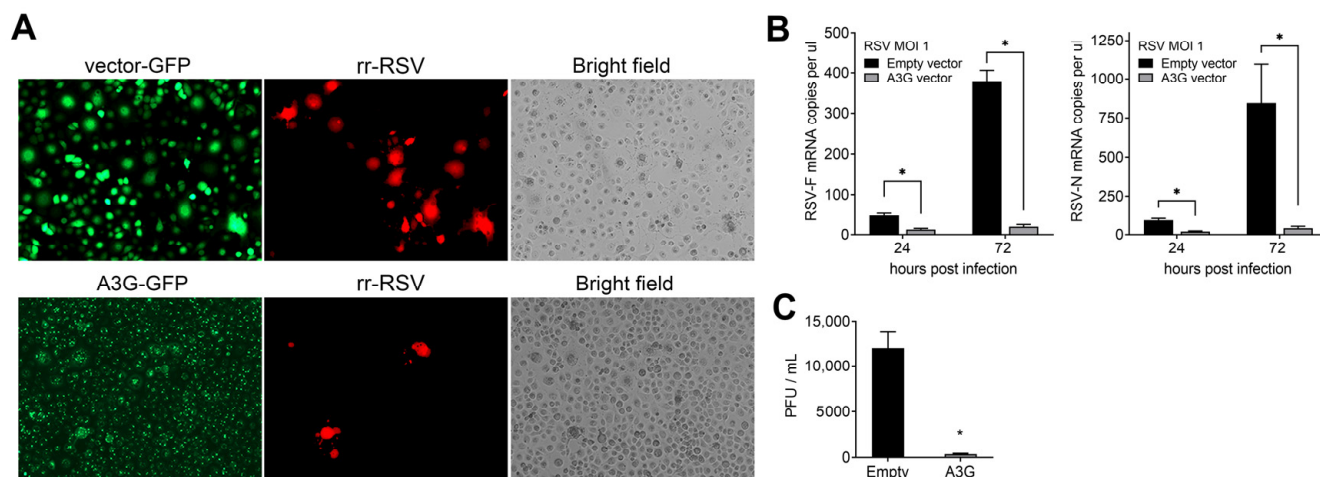 A
vector-GFP
rr-RSV
Bright field
A3G-GFP
rr-RSV
Bright field
B
RSV-F mRNA copies per ul
500
400
300
200
100
0
RSV MOI 1
Empty vector
A3G vector
*
*
24
72
hours post infection
RSV-N mRNA copies per ul
1250
1000
750
500
250
0
RSV MOI 1
Empty vector
A3G vector
*
*
24
72
hours post infection
C
PFU / mL
15,000
10,000
5000
0
*
Empty
A3G